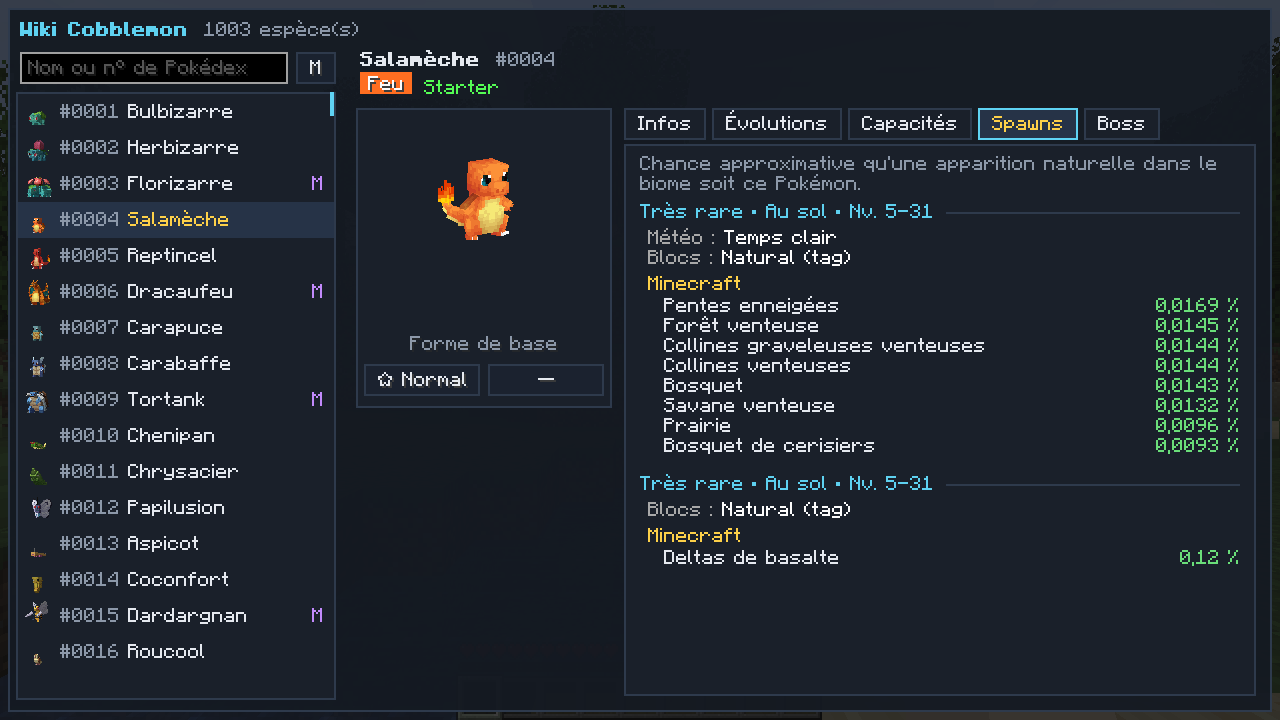 Wiki Cobblemon 1003 espèce(s)
Nom ou n° de Pokédex
M
#0001 Bulbizarre
#0002 Herbizarre
#0003 Florizarre M
#0004 Salamèche
#0005 Reptincel
#0006 Dracaufeu M
#0007 Carapuce
#0008 Carabaffe
#0009 Tortank M
#0010 Chenipan
#0011 Chrysacier
#0012 Papilusion
#0013 Aspicot
#0014 Coconfort
#0015 Dardargnan M
#0016 Roucool
Salamèche #0004
Feu Starter
Forme de base
☆ Normal —
Infos Évolutions Capacités Spawns Boss
Chance approximative qu'une apparition naturelle dans le
biome soit ce Pokémon.
Très rare • Au sol • Nv. 5-31
Météo : Temps clair
Blocs : Natural (tag)
Minecraft
Pentes enneigées 0,0169 %
Forêt venteuse 0,0145 %
Collines graveleuses venteuses 0,0144 %
Collines venteuses 0,0144 %
Bosquet 0,0143 %
Savane venteuse 0,0132 %
Prairie 0,0096 %
Bosquet de cerisiers 0,0093 %
Très rare • Au sol • Nv. 5-31
Blocs : Natural (tag)
Minecraft
Deltas de basalte 0,12 %